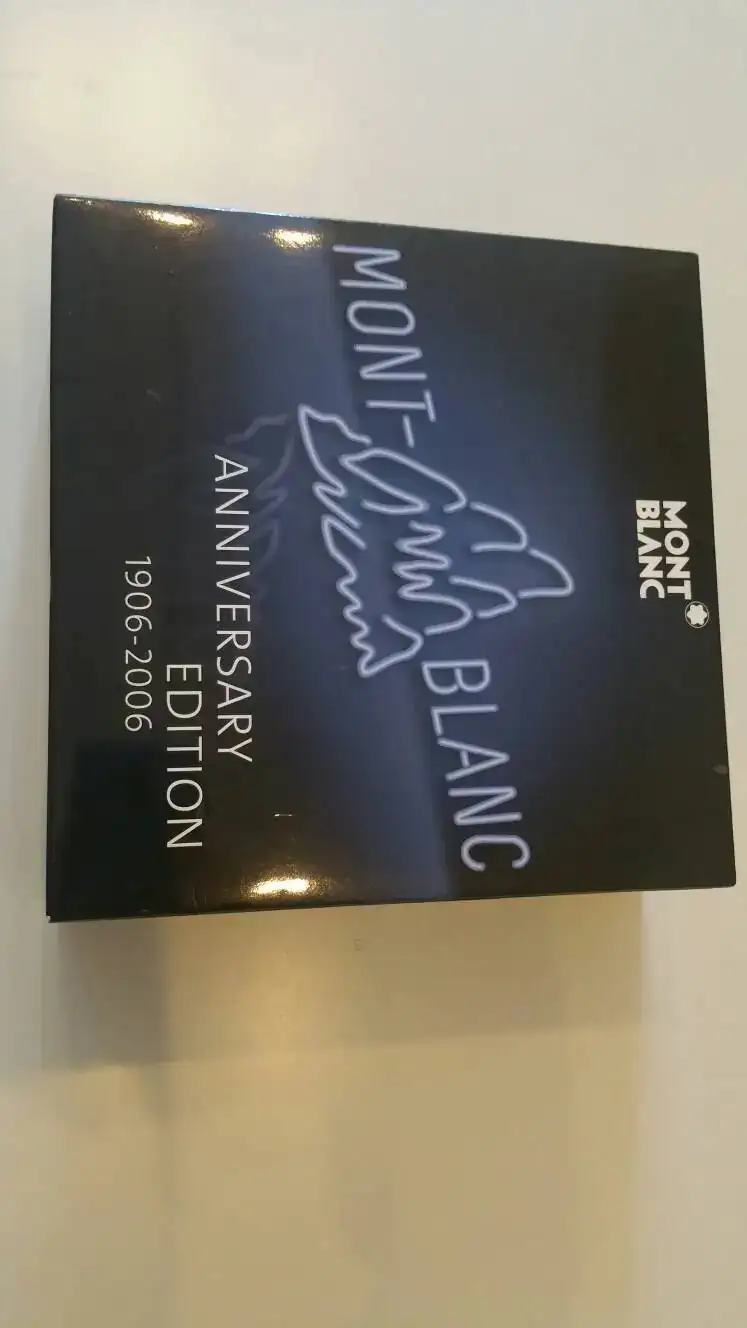 MONT
BLANC
MONT-BLANC
ANNIVERSARY
EDITION
1906-2006